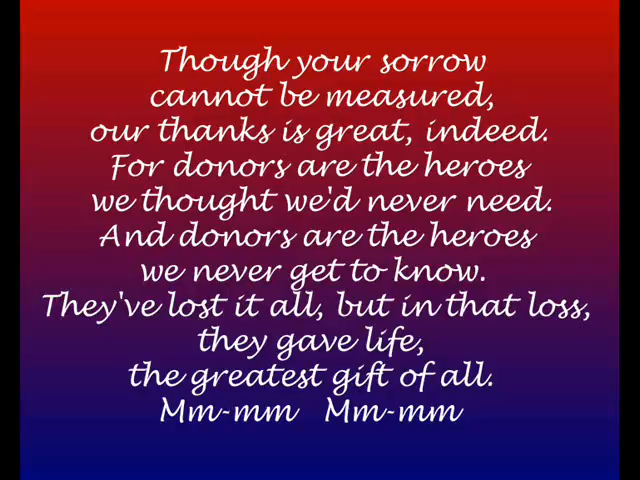 Though your sorrow
cannot be measured,
our thanks is great, indeed.
For donors are the heroes
we thought we'd never need.
And donors are the heroes
we never get to know.
They've lost it all, but in that loss,
they gave life,
the greatest gift of all.
Mm-mm Mm-mm